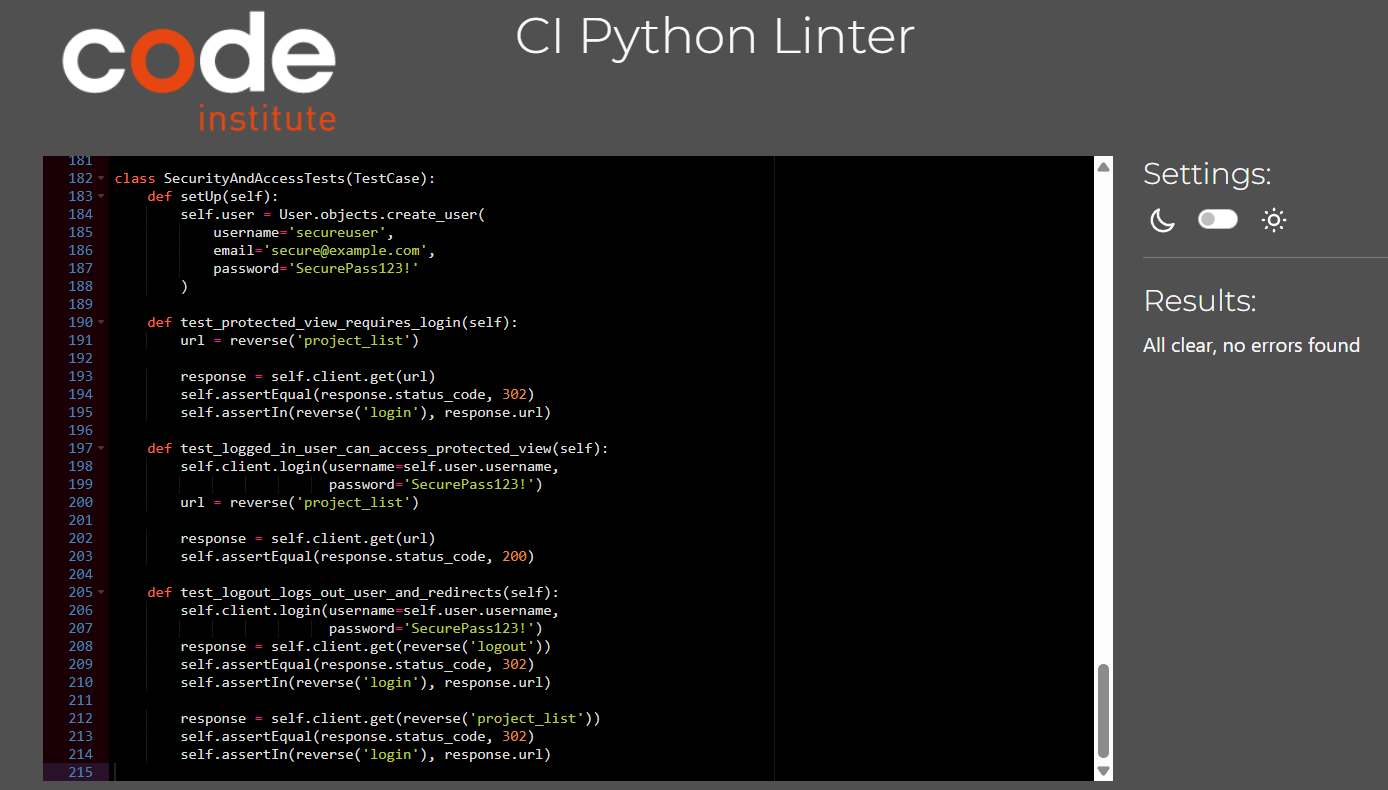 code
institute
CI Python Linter
181
182 class SecurityAndAccessTests(TestCase):
183     def setUp(self):
184         self.user = User.objects.create_user(
185             username='secureuser',
186             email='secure@example.com',
187             password='SecurePass123!'
188         )
189
190     def test_protected_view_requires_login(self):
191         url = reverse('project_list')
192
193         response = self.client.get(url)
194         self.assertEqual(response.status_code, 302)
195         self.assertIn(reverse('login'), response.url)
196
197     def test_logged_in_user_can_access_protected_view(self):
198         self.client.login(username=self.user.username,
199                           password='SecurePass123!')
200         url = reverse('project_list')
201
202         response = self.client.get(url)
203         self.assertEqual(response.status_code, 200)
204
205     def test_logout_logs_out_user_and_redirects(self):
206         self.client.login(username=self.user.username,
207                           password='SecurePass123!')
208         response = self.client.get(reverse('logout'))
209         self.assertEqual(response.status_code, 302)
210         self.assertIn(reverse('login'), response.url)
211
212         response = self.client.get(reverse('project_list'))
213         self.assertEqual(response.status_code, 302)
214         self.assertIn(reverse('login'), response.url)
215
Settings:
Results:
All clear, no errors found